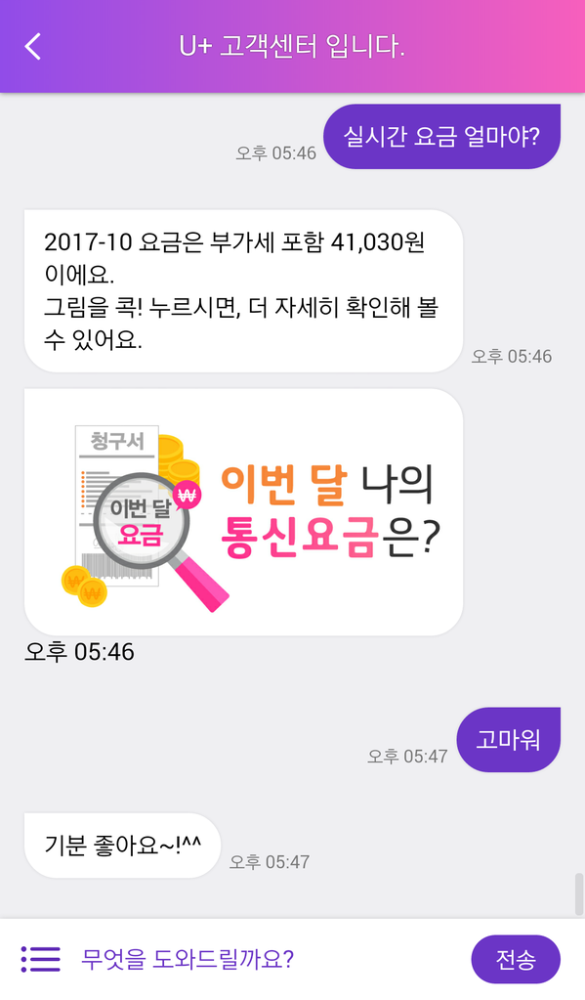 U+ 고객센터 입니다.
실시간 요금 얼마야?
오후 05:46
2017-10 요금은 부가세 포함 41,030원
이에요.
그림을 콕! 누르시면, 더 자세히 확인해 볼
수 있어요.
오후 05:46
청구서
이번 달
요금
₩
이번 달 나의
통신요금은?
오후 05:46
고마워
오후 05:47
기분 좋아요~!^^
오후 05:47
무엇을 도와드릴까요?
전송